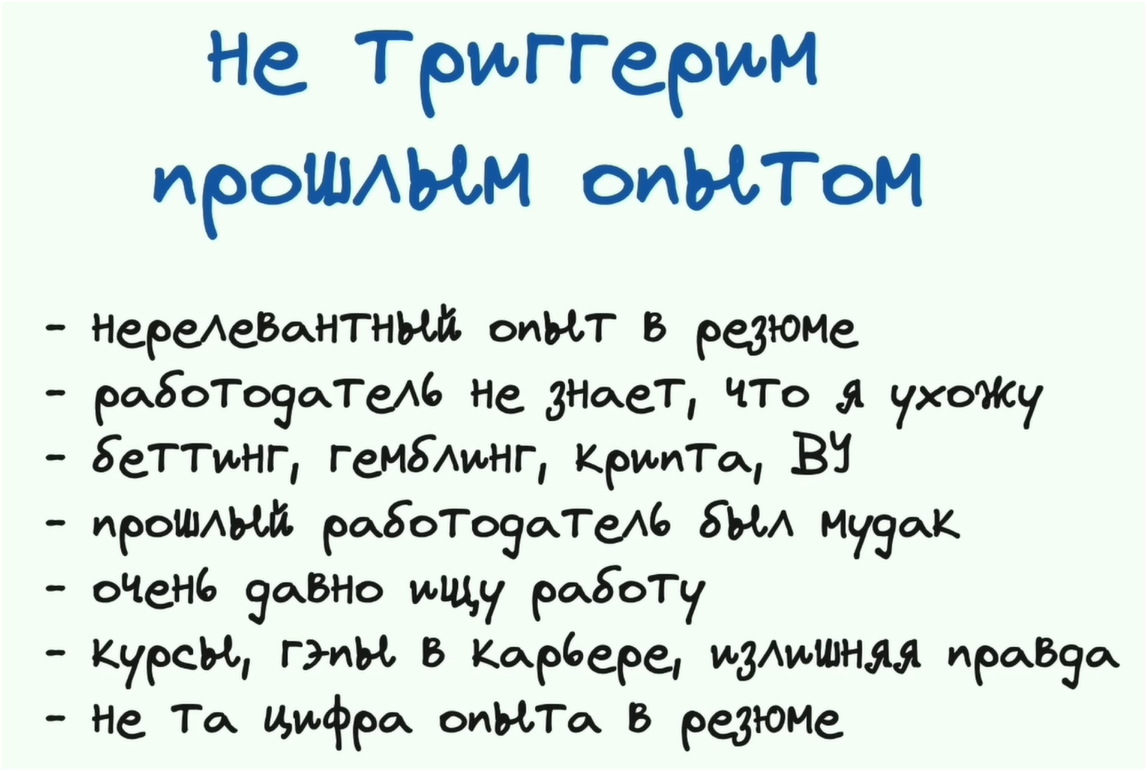 не триггерим
прошлым опытом
- нерелевантный опыт в резюме
- работодатель не знает, что я ухожу
- беттинг, гемблинг, крипта, ВУ
- прошлый работодатель был мудак
- очень давно ищу работу
- курсы, гэпы в карьере, излишняя правда
- не та цифра опыта в резюме